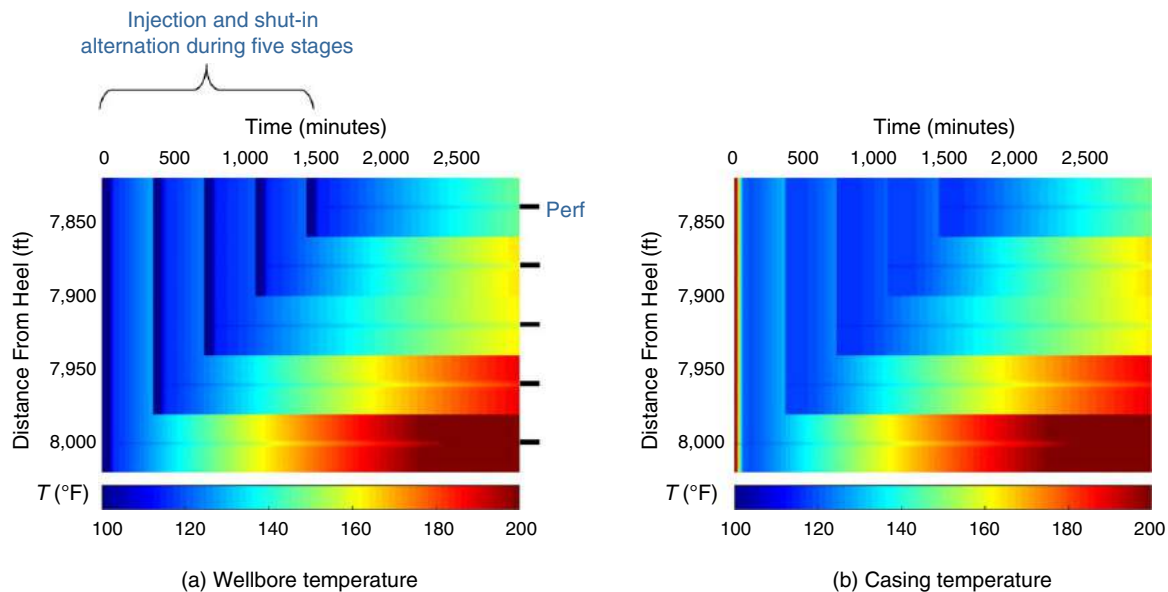 Injection and shut-in
alternation during five stages
Time (minutes)
0 500 1,000 1,500 2,000 2,500
Distance From Heel (ft)
7,850
7,900
7,950
8,000
Perf
T (°F)
100 120 140 160 180 200
(a) Wellbore temperature
Time (minutes)
0 500 1,000 1,500 2,000 2,500
Distance From Heel (ft)
7,850
7,900
7,950
8,000
T (°F)
100 120 140 160 180 200
(b) Casing temperature